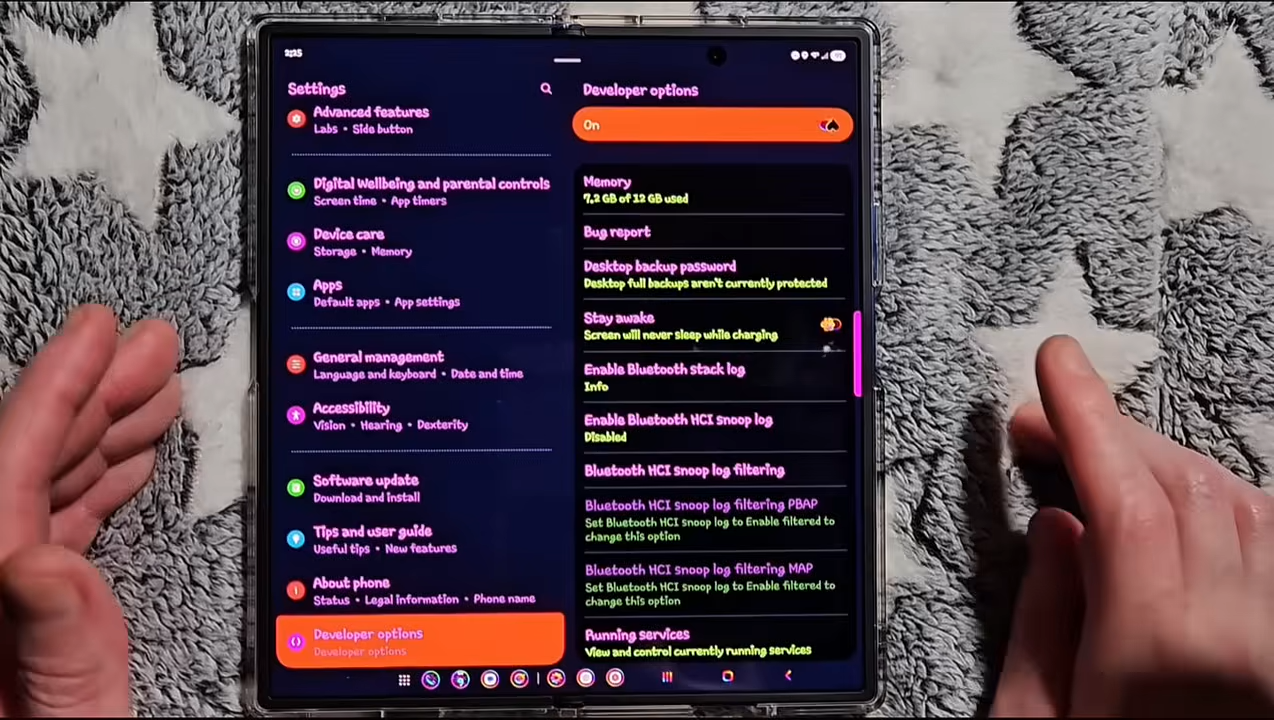 2:25
Settings
Advanced features
Labs • Side button
Digital Wellbeing and parental controls
Screen time • App timers
Device care
Storage • Memory
Apps
Default apps • App settings
General management
Language and keyboard • Date and time
Accessibility
Vision • Hearing • Dexterity
Software update
Download and install
Tips and user guide
Useful tips • New features
About phone
Status • Legal information • Phone name
Developer options
Developer options
Developer options
On
Memory
7.2 GB of 12 GB used
Bug report
Desktop backup password
Desktop full backups aren't currently protected
Stay awake
Screen will never sleep while charging
Enable Bluetooth stack log
Info
Enable Bluetooth HCI snoop log
Disabled
Bluetooth HCI snoop log filtering
Bluetooth HCI snoop log filtering PBAP
Set Bluetooth HCI snoop log to Enable filtered to
change this option
Bluetooth HCI snoop log filtering MAP
Set Bluetooth HCI snoop log to Enable filtered to
change this option
Running services
View and control currently running services